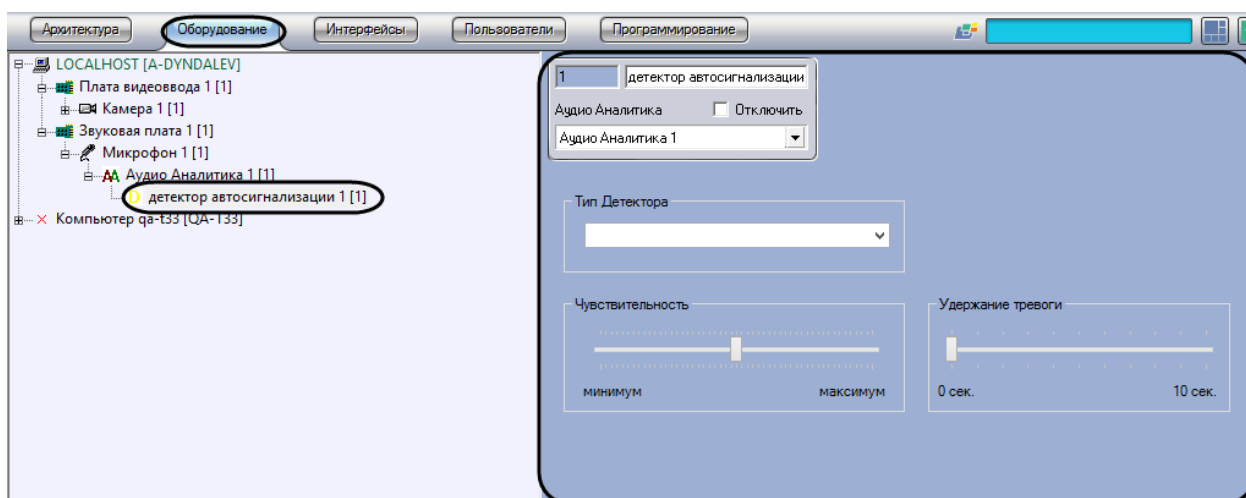 Архитектура Оборудование Интерфейсы Пользователи Программирование
LOCALHOST [A-DYNDALEV]
Плата видеоввода 1 [1]
Камера 1 [1]
Звуковая плата 1 [1]
Микрофон 1 [1]
Аудио Аналитика 1 [1]
детектор автосигнализации 1 [1]
Компьютер qa-t33 [QA-T33]
1 детектор автосигнализации
Аудио Аналитика Отключить
Аудио Аналитика 1
Тип Детектора
Чувствительность Удержание тревоги
минимум максимум 0 сек. 10 сек.